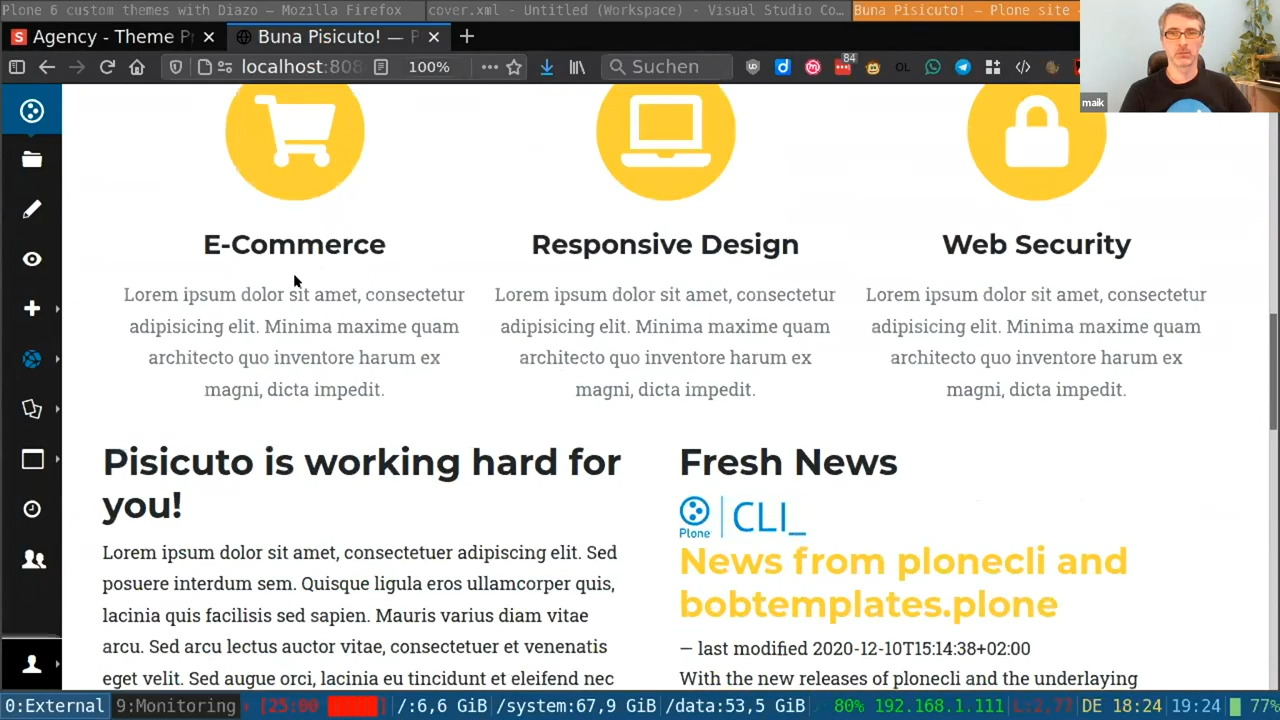 Plone 6 custom themes with Diazo — Mozilla Firefox
cover.xml - Untitled (Workspace) - Visual Studio Co…
Buna Pisicuto! — Plone site -
S Agency - Theme Pr
Buna Pisicuto! — P
localhost:808
100%
Suchen
84
OL
maik
E-Commerce
Lorem ipsum dolor sit amet, consectetur
adipisicing elit. Minima maxime quam
architecto quo inventore harum ex
magni, dicta impedit.
Responsive Design
Lorem ipsum dolor sit amet, consectetur
adipisicing elit. Minima maxime quam
architecto quo inventore harum ex
magni, dicta impedit.
Web Security
Lorem ipsum dolor sit amet, consectetur
adipisicing elit. Minima maxime quam
architecto quo inventore harum ex
magni, dicta impedit.
Pisicuto is working hard for
you!
Lorem ipsum dolor sit amet, consectetuer adipiscing elit. Sed
posuere interdum sem. Quisque ligula eros ullamcorper quis,
lacinia quis facilisis sed sapien. Mauris varius diam vitae
arcu. Sed arcu lectus auctor vitae, consectetuer et venenatis
eget velit. Sed augue orci, lacinia eu tincidunt et eleifend nec
Fresh News
Plone CLI_
News from plonecli and
bobtemplates.plone
— last modified 2020-12-10T15:14:38+02:00
With the new releases of plonecli and the underlaying
0:External 9:Monitoring [25:00 ] /:6,6 GiB /system:67,9 GiB /data:53,5 GiB 80% 192.168.1.111 L:2,77 DE 18:24 19:24 77%